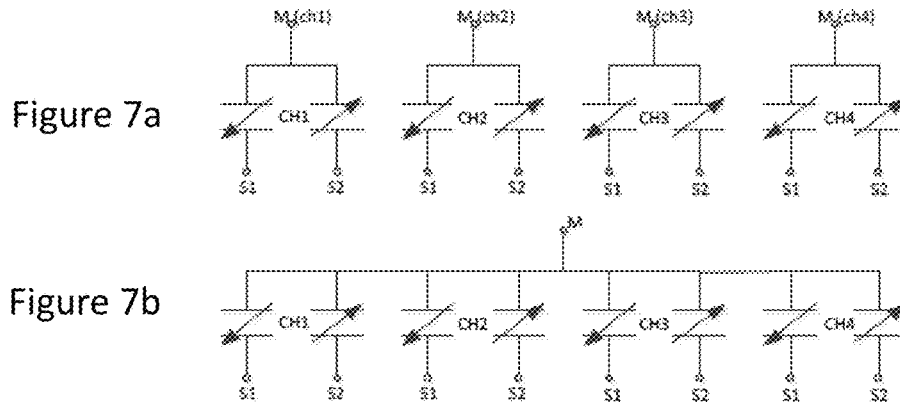 M (ch1) M (ch2) M (ch3) M (ch4)
Figure 7a
CH1 CH2 CH3 CH4
S1 S2 S1 S2 S1 S2 S1 S2
M
Figure 7b
CH1 CH2 CH3 CH4
S1 S2 S1 S2 S1 S2 S1 S2